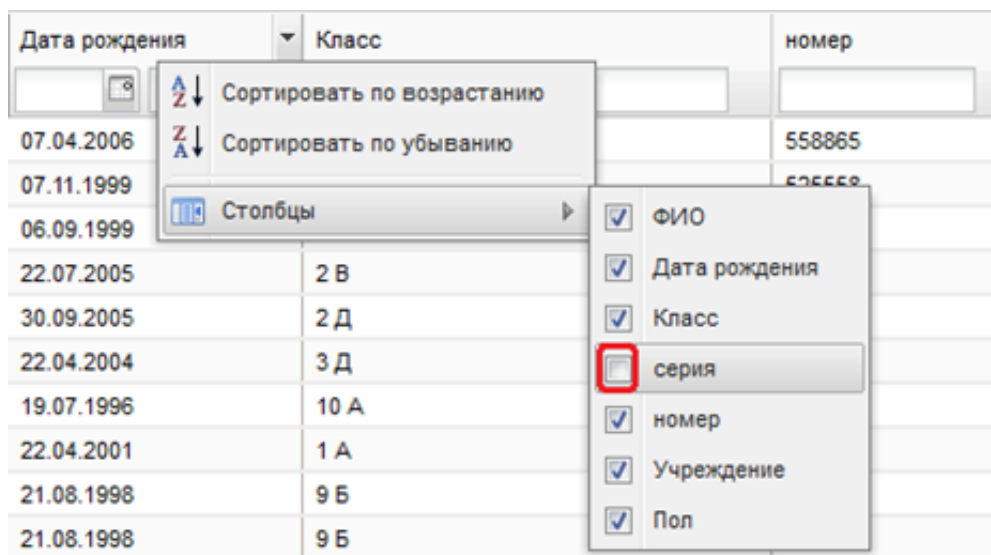 Дата рождения Класс номер
Сортировать по возрастанию
07.04.2006 Сортировать по убыванию 558865
07.11.1999
Столбцы ФИО
06.09.1999
22.07.2005 2 В Дата рождения
30.09.2005 2 Д Класс
22.04.2004 3 Д серия
19.07.1996 10 А номер
22.04.2001 1 А Учреждение
21.08.1998 9 Б
21.08.1998 9 Б Пол